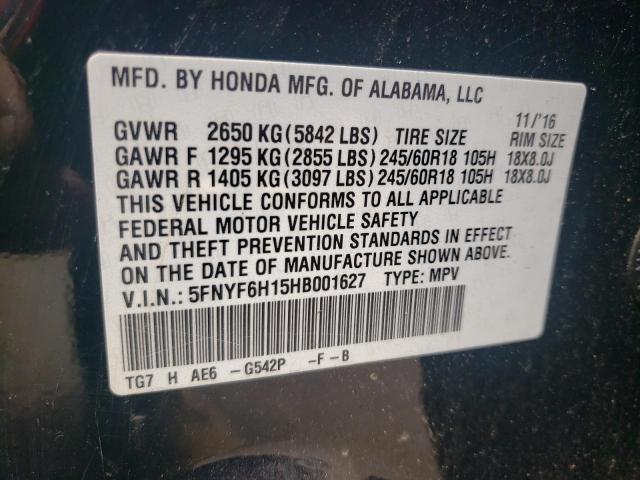 MFD. BY HONDA MFG. OF ALABAMA, LLC
11/'16
GVWR 2650 KG (5842 LBS) TIRE SIZE RIM SIZE
GAWR F 1295 KG (2855 LBS) 245/60R18 105H 18X8.0J
GAWR R 1405 KG (3097 LBS) 245/60R18 105H 18X8.0J
THIS VEHICLE CONFORMS TO ALL APPLICABLE
FEDERAL MOTOR VEHICLE SAFETY
AND THEFT PREVENTION STANDARDS IN EFFECT
ON THE DATE OF MANUFACTURE SHOWN ABOVE.
V.I.N.: 5FNYF6H15HB001627 TYPE: MPV
TG7 H AE6 -G542P -F-B